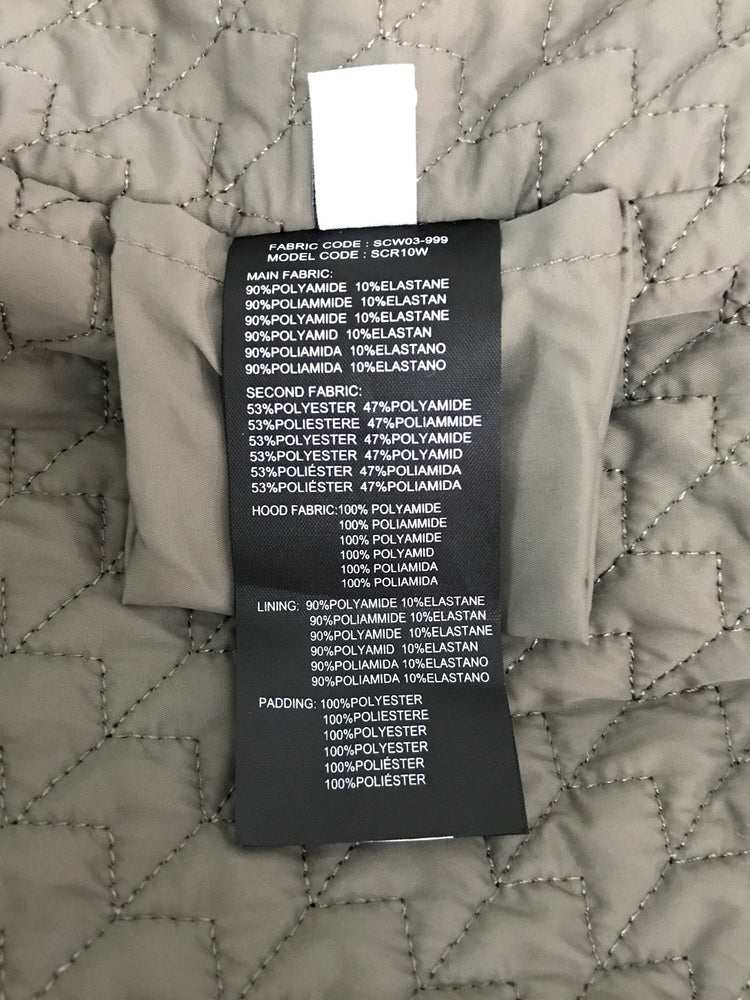 FABRIC CODE : SCW03-999
MODEL CODE : SCR10W
MAIN FABRIC:
90%POLYAMIDE 10%ELASTANE
90%POLIAMMIDE 10%ELASTAN
90%POLYAMIDE 10%ELASTANE
90%POLYAMID 10%ELASTAN
90%POLIAMIDA 10%ELASTANO
90%POLIAMIDA 10%ELASTANO
SECOND FABRIC:
53%POLYESTER 47%POLYAMIDE
53%POLIESTERE 47%POLIAMMIDE
53%POLYESTER 47%POLYAMIDE
53%POLYESTER 47%POLYAMID
53%POLIÉSTER 47%POLIAMIDA
53%POLIÉSTER 47%POLIAMIDA
HOOD FABRIC:100% POLYAMIDE
100% POLIAMMIDE
100% POLYAMIDE
100% POLYAMID
100% POLIAMIDA
100% POLIAMIDA
LINING: 90%POLYAMIDE 10%ELASTANE
90%POLIAMMIDE 10%ELASTAN
90%POLYAMIDE 10%ELASTANE
90%POLYAMID 10%ELASTAN
90%POLIAMIDA 10%ELASTANO
90%POLIAMIDA 10%ELASTANO
PADDING: 100%POLYESTER
100%POLIESTERE
100%POLYESTER
100%POLYESTER
100%POLIÉSTER
100%POLIÉSTER